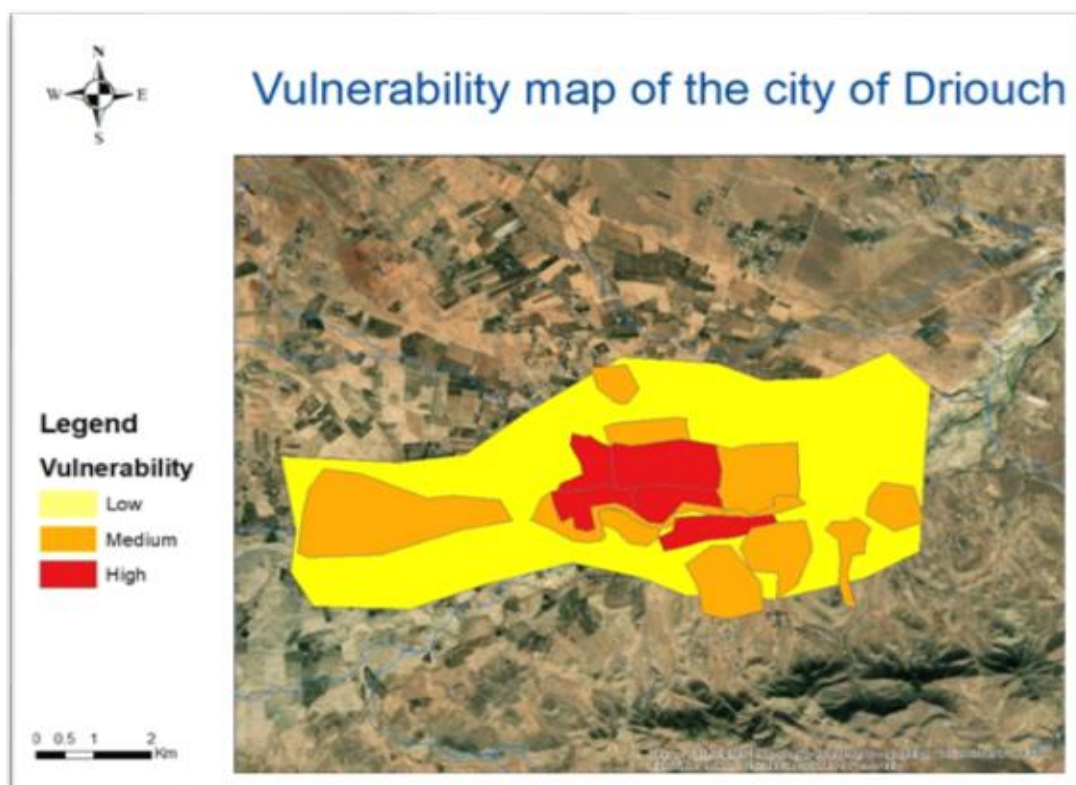 N
W E
S
Vulnerability map of the city of Driouch
Legend
Vulnerability
Low
Medium
High
0 0.5 1 2
Km